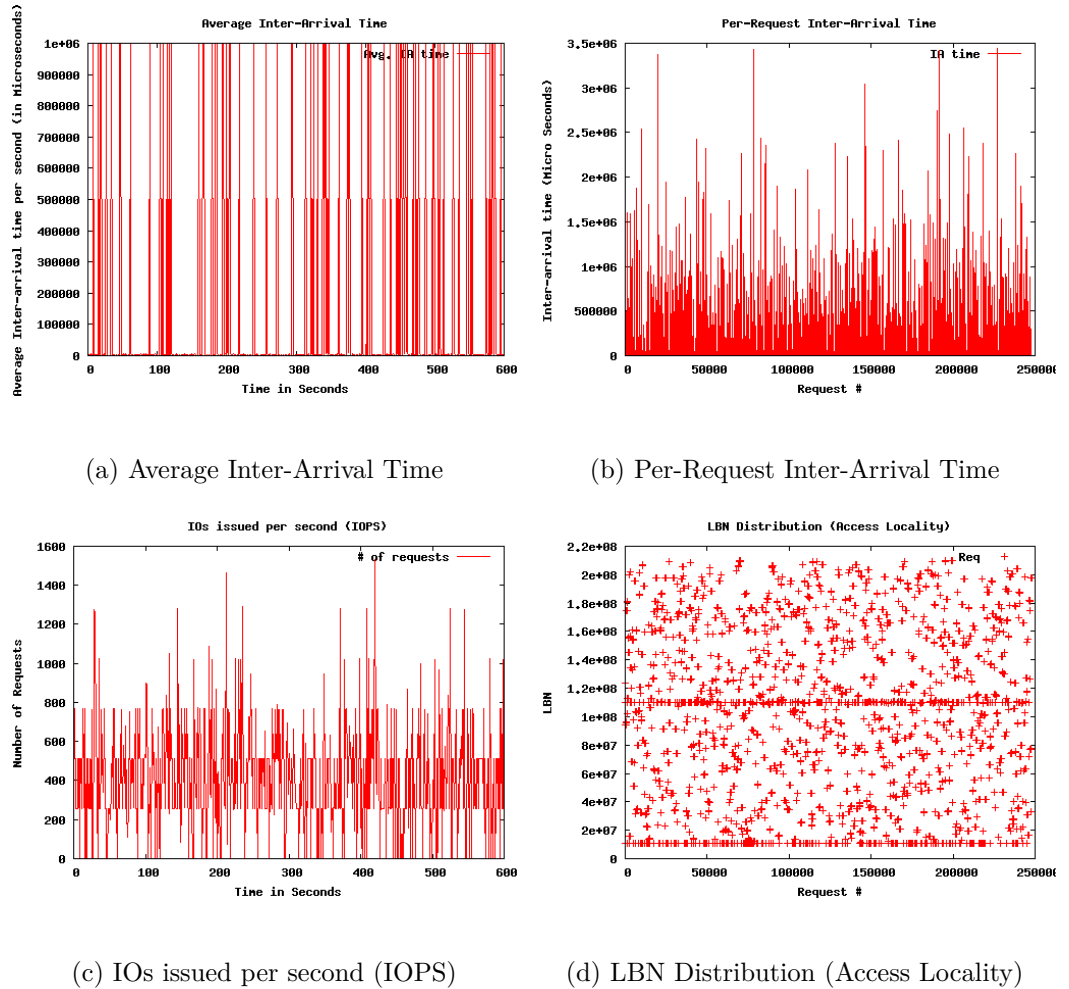 Average Inter-Arrival Time
Average Inter-arrival time per second (in Microseconds)
1e+06
900000
800000
700000
600000
500000
400000
300000
200000
100000
0
Avg. IA time
0 100 200 300 400 500 600
Time in Seconds
(a) Average Inter-Arrival Time
Per-Request Inter-Arrival Time
Inter-arrival time (Micro Seconds)
3.5e+06
3e+06
2.5e+06
2e+06
1.5e+06
1e+06
500000
0
IA time
0 50000 100000 150000 200000 250000
Request #
(b) Per-Request Inter-Arrival Time
IOs issued per second (IOPS)
Number of Requests
1600
1400
1200
1000
800
600
400
200
0
# of requests
0 100 200 300 400 500 600
Time in Seconds
(c) IOs issued per second (IOPS)
LBN Distribution (Access Locality)
LBN
2.2e+08
2e+08
1.8e+08
1.6e+08
1.4e+08
1.2e+08
1e+08
8e+07
6e+07
4e+07
2e+07
0
Req
0 50000 100000 150000 200000 250000
Request #
(d) LBN Distribution (Access Locality)